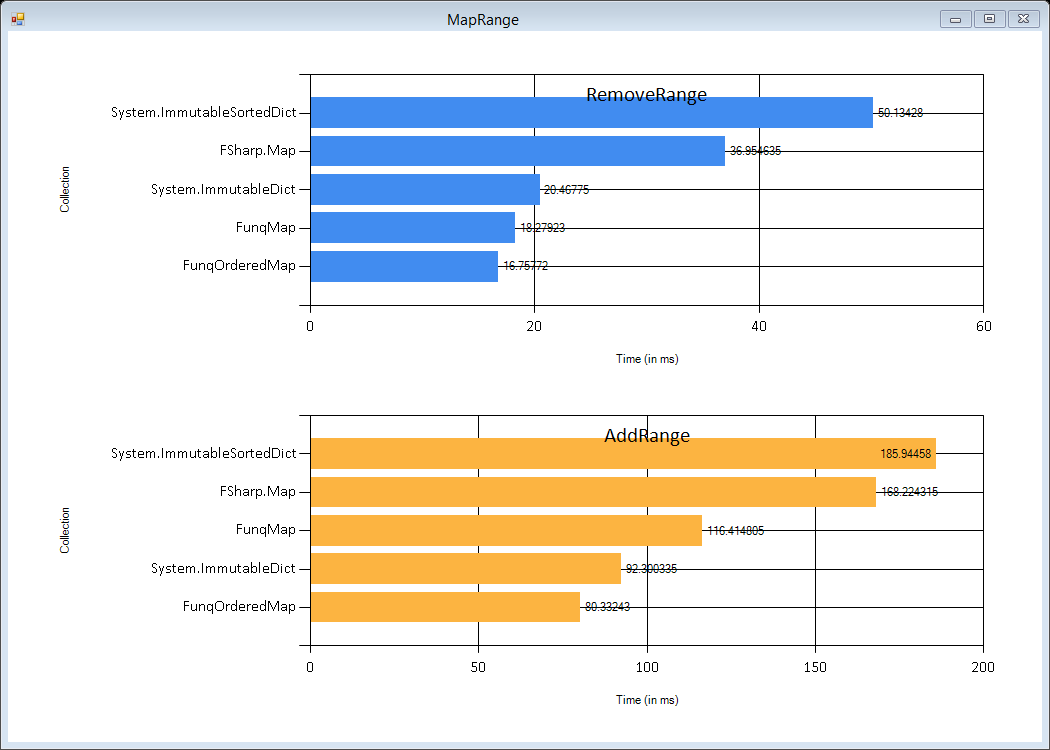 MapRange
RemoveRange
System.ImmutableSortedDict 50.13428
FSharp.Map 36.954635
System.ImmutableDict 20.46775
FunqMap 18.27923
FunqOrderedMap 16.75772
Collection
0 20 40 60
Time (in ms)
AddRange
System.ImmutableSortedDict 185.94458
FSharp.Map 168.224315
FunqMap 116.414805
System.ImmutableDict 92.300335
FunqOrderedMap 80.33243
Collection
0 50 100 150 200
Time (in ms)